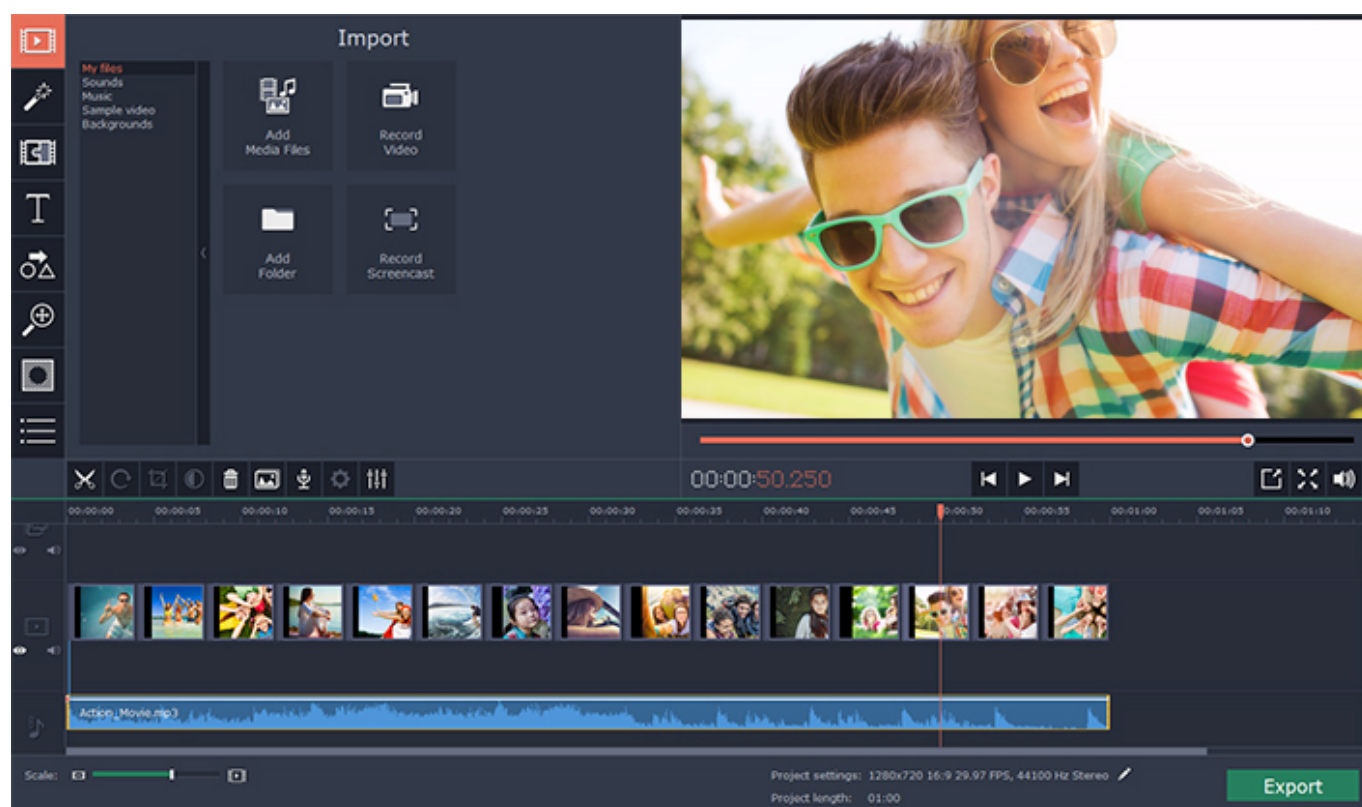 Import
My files
Sounds
Music
Sample video
Backgrounds
Add
Media Files
Record
Video
Add
Folder
Record
Screencast
T
00:00:50.250
00:00:00 00:00:05 00:00:10 00:00:15 00:00:20 00:00:25 00:00:30 00:00:35 00:00:40 00:00:45 00:00:50 00:00:55 00:01:00 00:01:05 00:01:10
Action_Movie.mp3
Scale:
Project settings: 1280x720 16:9 29.97 FPS, 44100 Hz Stereo
Project length: 01:00
Export